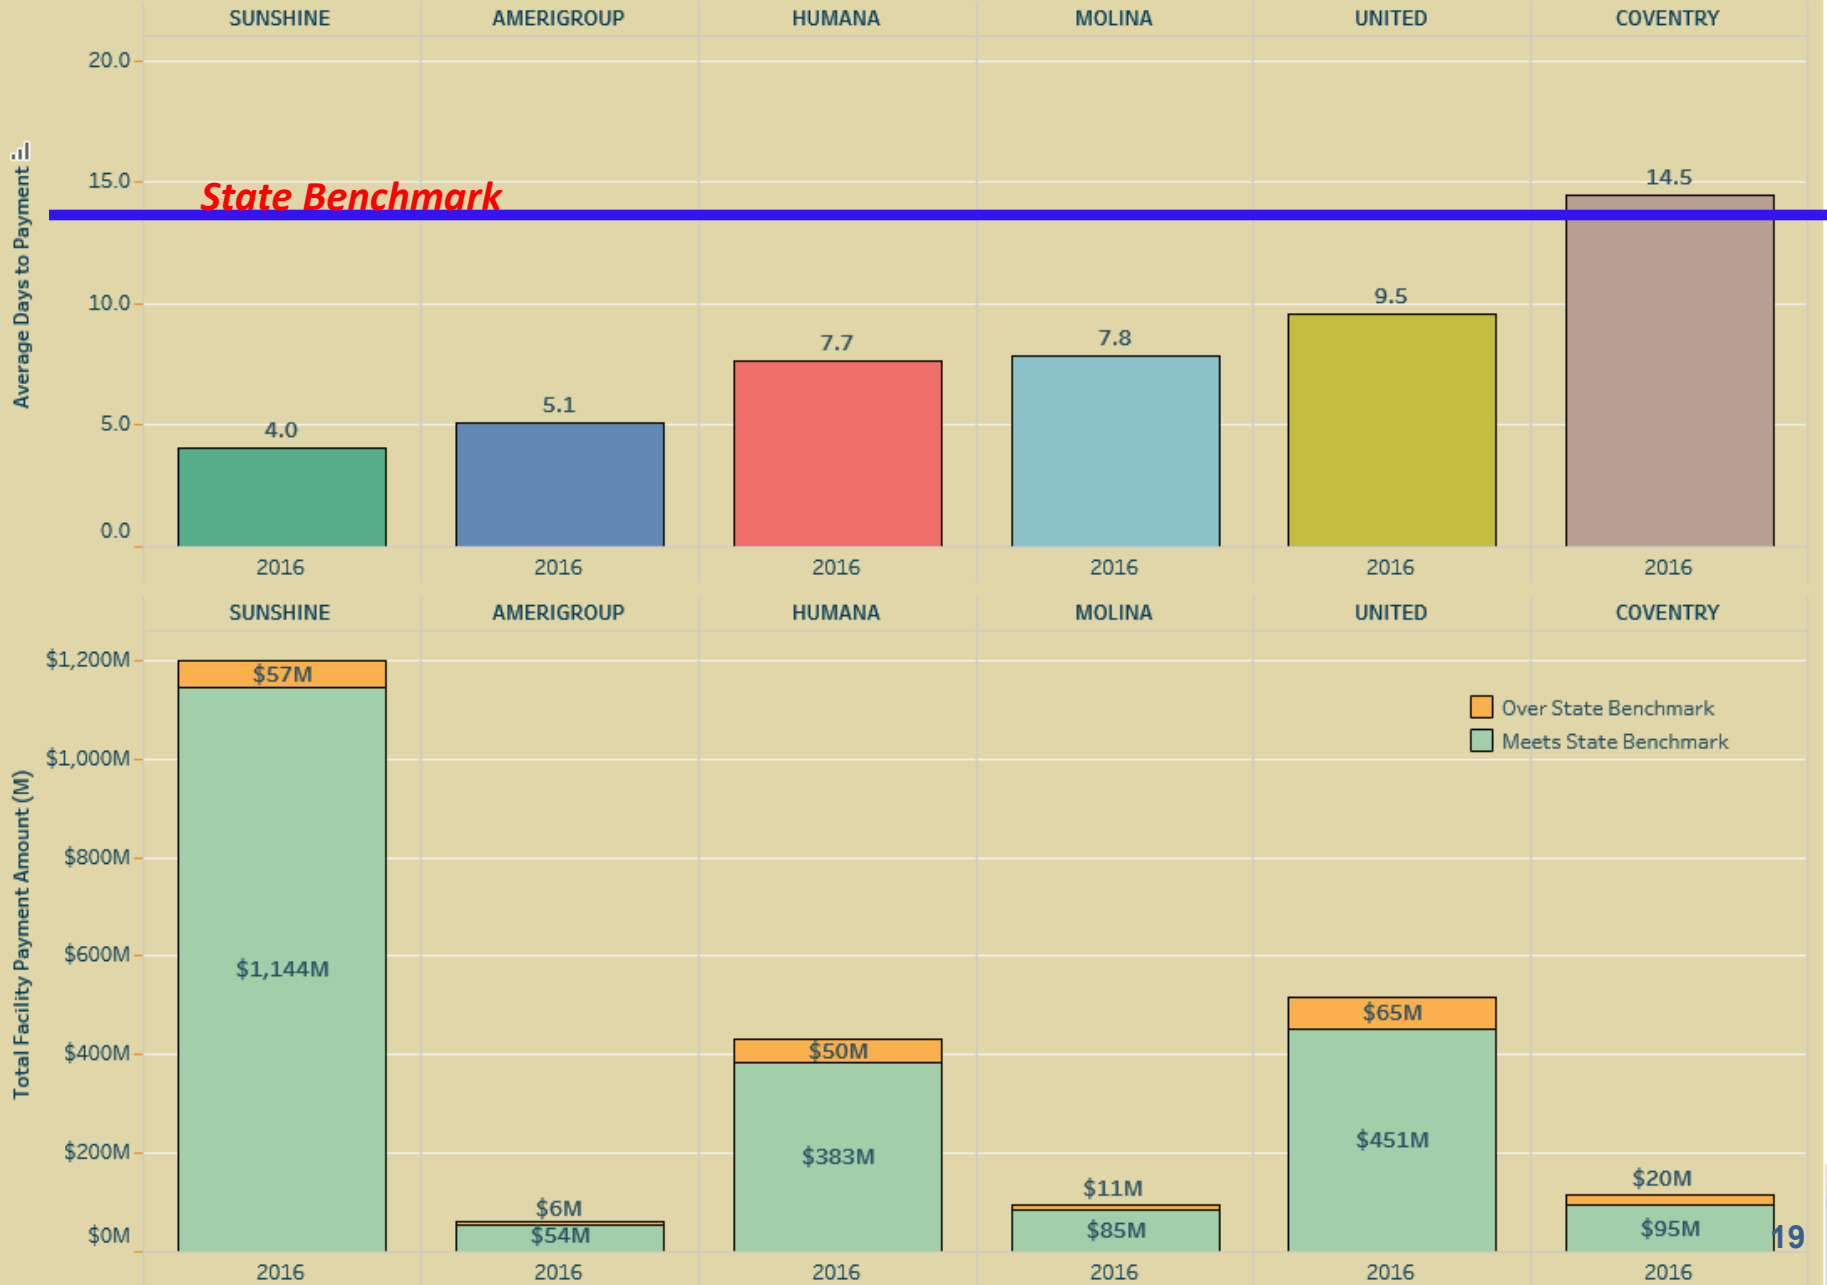 SUNSHINE AMERIGROUP HUMANA MOLINA UNITED COVENTRY
Average Days to Payment
20.0
15.0
10.0
5.0
0.0
State Benchmark
4.0 5.1 7.7 7.8 9.5 14.5
2016 2016 2016 2016 2016 2016
SUNSHINE AMERIGROUP HUMANA MOLINA UNITED COVENTRY
Total Facility Payment Amount (M)
$1,200M
$1,000M
$800M
$600M
$400M
$200M
$0M
Over State Benchmark
Meets State Benchmark
$57M $6M $50M $11M $65M $20M
$1,144M $54M $383M $85M $451M $95M
19
2016 2016 2016 2016 2016 2016